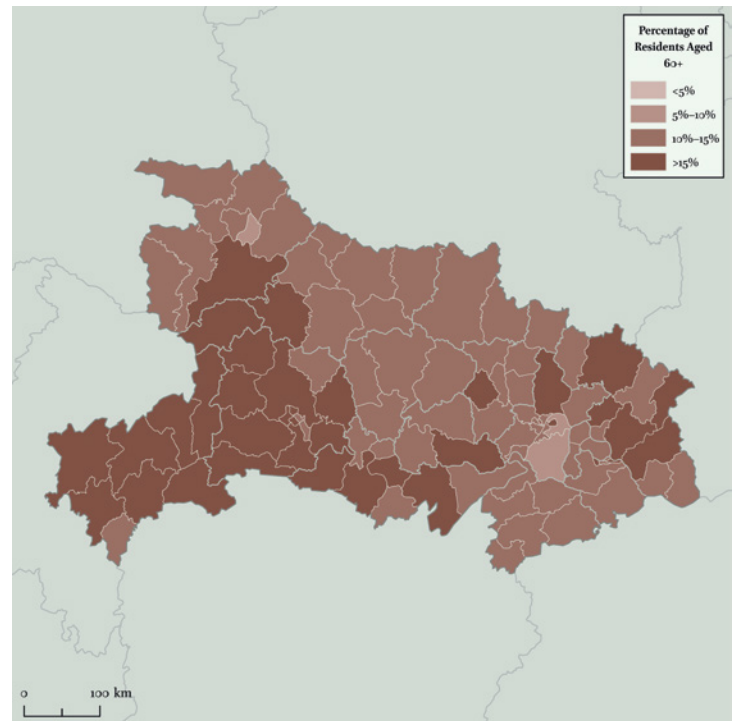 Percentage of
Residents Aged
60+
<5%
5%–10%
10%–15%
>15%
0 100 km